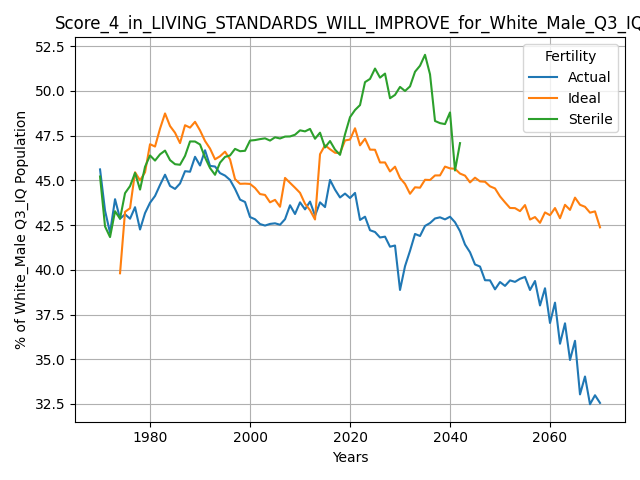 Score_4_in_LIVING_STANDARDS_WILL_IMPROVE_for_White_Male_Q3_IQ
% of White_Male Q3_IQ Population
52.5
50.0
47.5
45.0
42.5
40.0
37.5
35.0
32.5
Fertility
Actual
Ideal
Sterile
1980
2000
2020
2040
2060
Years